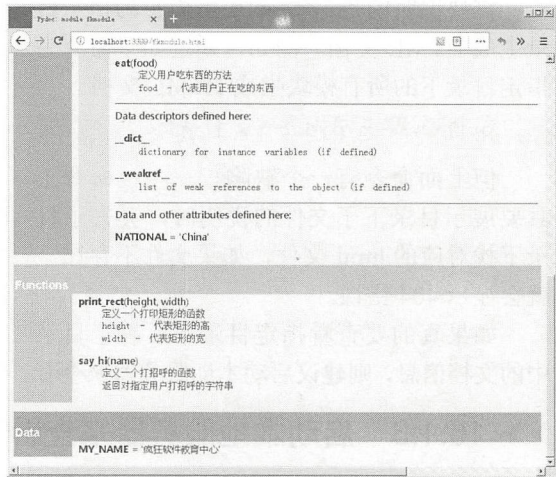 Pydoc: module fkmodule
localhost:8899/fkmodule.html
eat(food)
定义用户吃东西的方法
food - 代表用户正在吃的东西
Data descriptors defined here:
__dict__
dictionary for instance variables (if defined)
__weakref__
list of weak references to the object (if defined)
Data and other attributes defined here:
NATIONAL = 'China'
Functions
print_rect(height, width)
定义一个打印矩形的函数
height - 代表矩形的高
width - 代表矩形的宽
say_hi(name)
定义一个打招呼的函数
返回对指定用户打招呼的字符串
Data
MY_NAME = '疯狂软件教育中心'